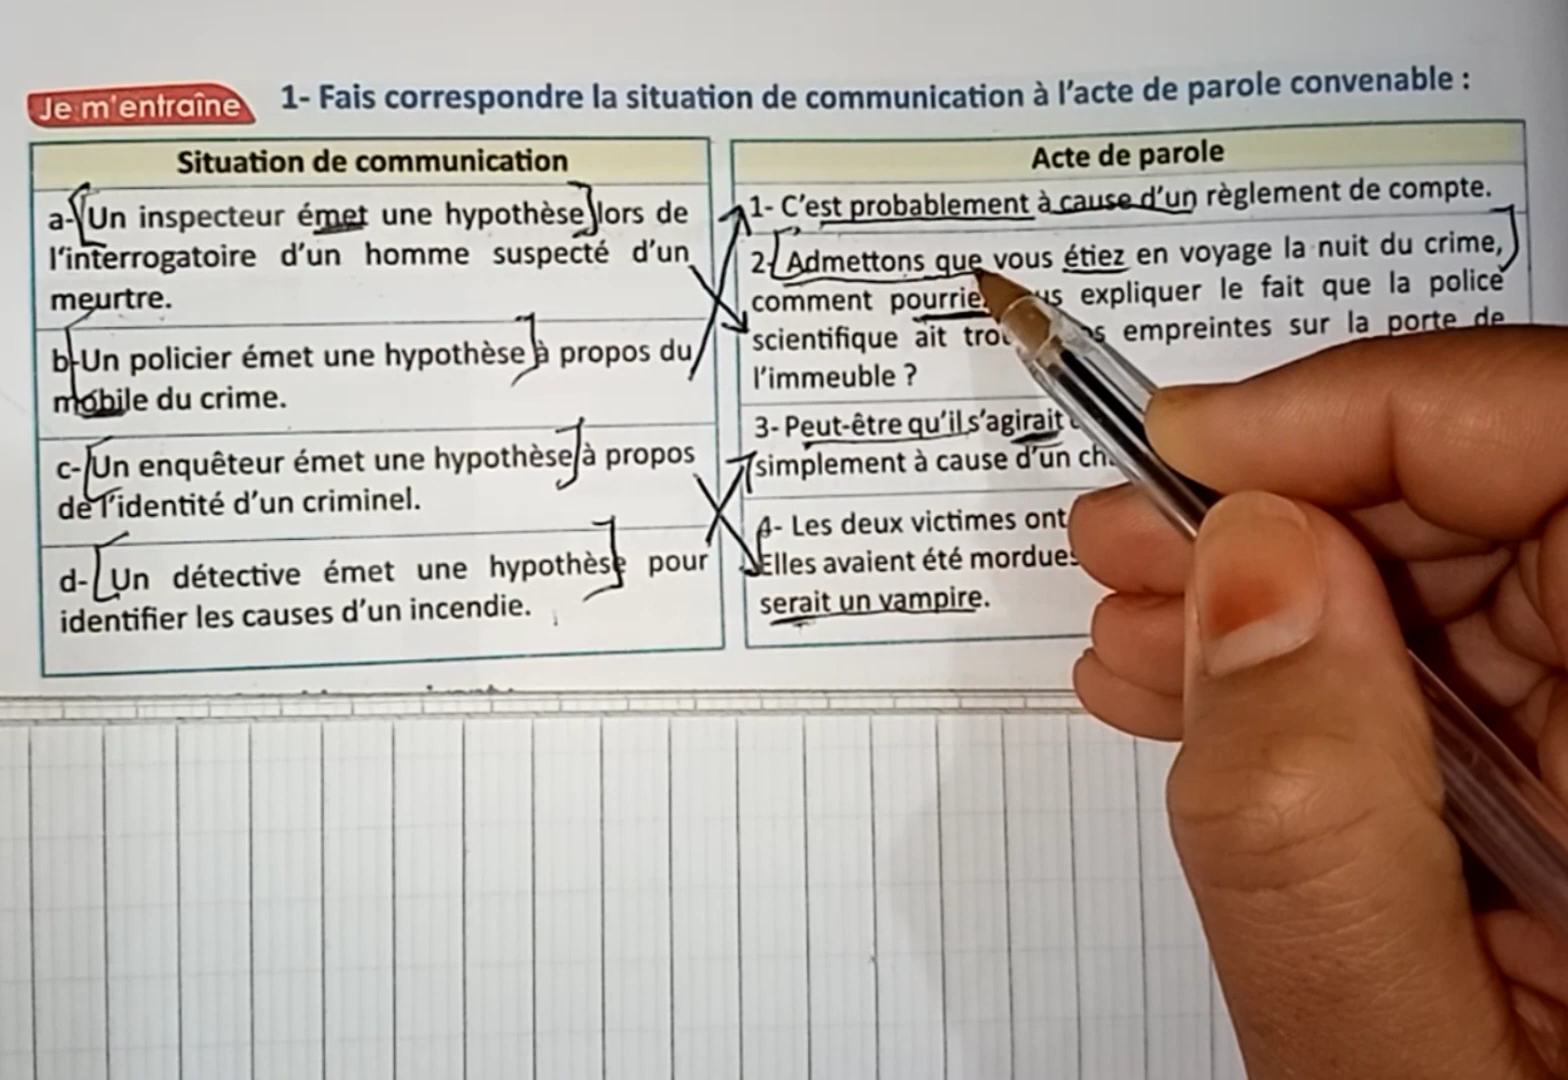 Je m'entraîne 1- Fais correspondre la situation de communication à l'acte de parole convenable :
Situation de communication
a- Un inspecteur émet une hypothèse lors de
l'interrogatoire d'un homme suspecté d'un
meurtre.
b- Un policier émet une hypothèse à propos du
mobile du crime.
c- Un enquêteur émet une hypothèse à propos
de l'identité d'un criminel.
d- Un détective émet une hypothèse pour
identifier les causes d'un incendie.
Acte de parole
1- C'est probablement à cause d'un règlement de compte.
2- Admettons que vous étiez en voyage la nuit du crime,
comment expliquer le fait que la police
scientifique ait empreintes sur la porte de
l'immeuble ?
3- Peut-être qu'il s'agirait
simplement à cause d'un
4- Les deux victimes ont
Elles avaient été mordues
serait un vampire.